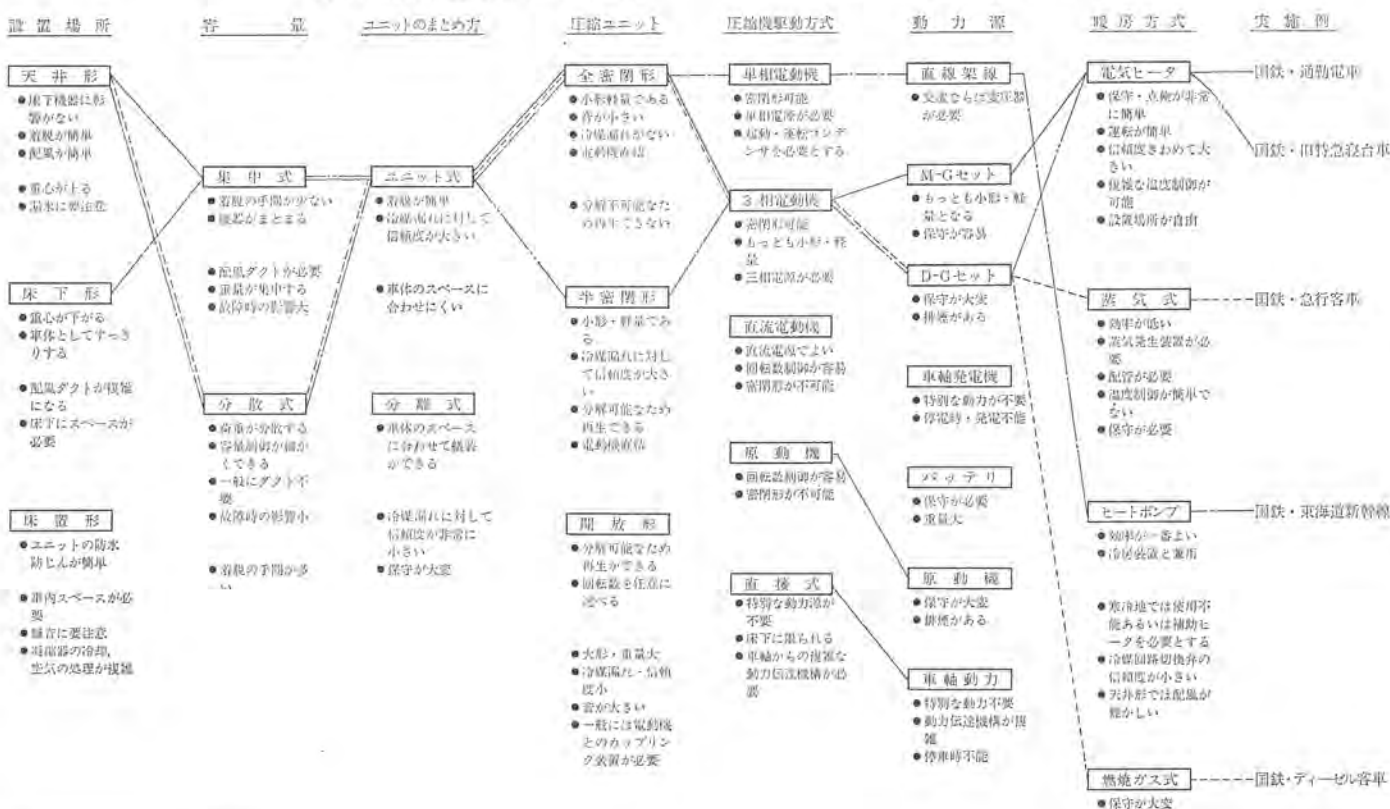 設置場所
容量
ユニットのまとめ方
圧縮ユニット
圧縮機駆動方式
動力源
暖房方式
実施例
天井形
●床下機器に影
響がない
●着脱が簡単
●配風が簡単
●重心が上る
●漏水に要注意
床下形
●重心が下がる
●車体としてすっき
りする
●配風ダクトが複雑
になる
●床下にスペースが
必要
床置形
●ユニットの防水
防じんが簡単
●車内スペースが必
要
●騒音に要注意
●凝縮器の冷却,
空気の処理が複雑
集中式
●着脱の手間が少ない
●機器がまとまる
●配風ダクトが必要
●重量が集中する
●故障時の影響大
分散式
●荷重が分散する
●容量制御が細か
くできる
●一般にダクト不
要
●故障時の影響小
●着脱の手間が多
い
ユニット式
●着脱が簡単
●冷媒漏れに対して
信頼度が大きい
●車体のスペースに
合わせにくい
分離式
●車体のスペース
に合わせて艤装
ができる
●冷媒漏れに対して
信頼度が非常に
小さい
●保守が大変
全密閉形
●小形軽量である
●音が小さい
●冷媒漏れがない
●電動機直結
●分解不可能なた
め再生できない
半密閉形
●小形・軽量であ
る
●冷媒漏れに対し
て信頼度が大き
い
●分解可能なため
再生できる
●電動機直結
開放形
●分解可能なため
再生ができる
●回転数を任意に
選べる
●大形・重量大
●冷媒漏れ・信頼
度小
●音が大きい
●一般には電動機
とのカップリン
グ装置が必要
単相電動機
●密閉形可能
●単相電源が必要
●起動・運転コンデ
ンサを必要とする
3相電動機
●密閉形可能
●もっとも小形・軽
量
●三相電源が必要
直流電動機
●直流電源でよい
●回転数制御が容易
●密閉形が不可能
原動機
●回転数制御が容易
●密閉形が不可能
直接式
●特別な動力源が
不要
●床下に限られる
●車軸からの複雑な
動力伝達機構が必
要
直線架線
●交流ならば変圧器
が必要
M-Gセット
●もっとも小形・軽
量となる
●保守が容易
D-Gセット
●保守が大変
●排煙がある
車軸発電機
●特別な動力が不要
●停電時・発電不能
バッテリ
●保守が必要
●重量大
原動機
●保守が大変
●排煙がある
車軸動力
●特別な動力不要
●動力伝達機構が複
雑
●停車時不能
電気ヒータ
●保守・点検が非常
に簡単
●運転が簡単
●信頼度きわめて大
きい
●複雑な温度制御が
可能
●設置場所が自由
蒸気式
●効率が低い
●蒸気発生装置が必
要
●配管が必要
●温度制御が簡単で
ない
●保守が必要
ヒートポンプ
●効率が一番よい
●冷房装置と兼用
●寒冷地では使用不
能あるいは補助ヒ
ータを必要とする
●冷媒回路切換弁の
信頼度が小さい
●天井形では配風が
難かしい
燃焼ガス式
●保守が大変
国鉄・通勤電車
国鉄・旧特急寝台車
国鉄・急行客車
国鉄・東海道新幹線
国鉄・ディーゼル客車